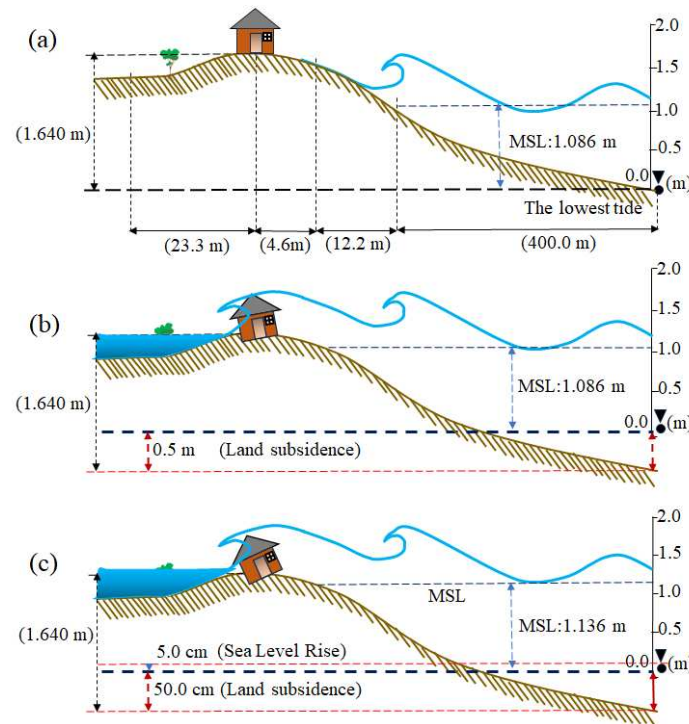 (a)
2.0
1.5
(1.640 m)
1.0
MSL:1.086 m
0.5
0.0
(m)
The lowest tide
(23.3 m)
(4.6m)
(12.2 m)
(400.0 m)
(b)
2.0
1.5
1.0
(1.640 m)
MSL:1.086 m
0.5
0.0
(m)
0.5 m (Land subsidence)
(c)
2.0
1.5
1.0
MSL
(1.640 m)
MSL:1.136 m
0.5
5.0 cm (Sea Level Rise)
0.0
(m)
50.0 cm (Land subsidence)